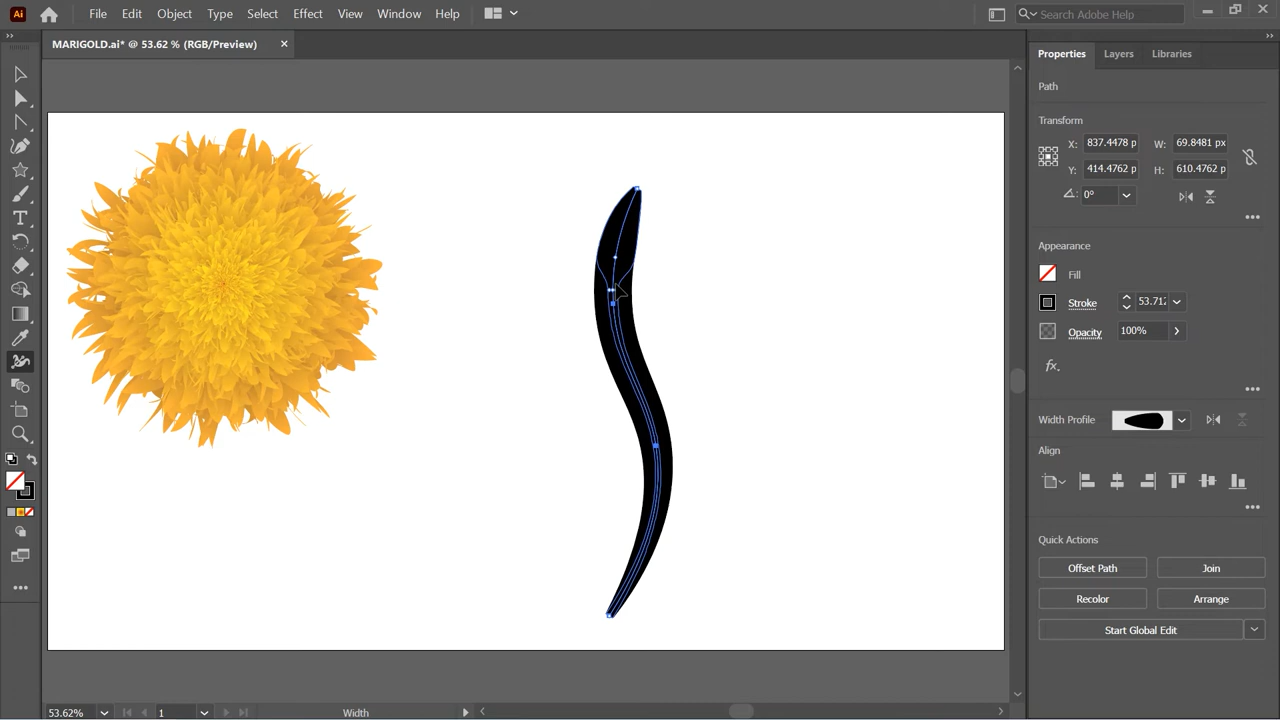 Ai File Edit Object Type Select Effect View Window Help Search Adobe Help
MARIGOLD.ai* @ 53.62 % (RGB/Preview)
Properties Layers Libraries
Path
Transform
X: 837.4478 p W: 69.8481 px
Y: 414.4762 p H: 610.4762 px
0°
Appearance
Fill
Stroke 53.712
Opacity 100%
fx.
Width Profile
Align
Quick Actions
Offset Path Join
Recolor Arrange
Start Global Edit
53.62% 1 Width